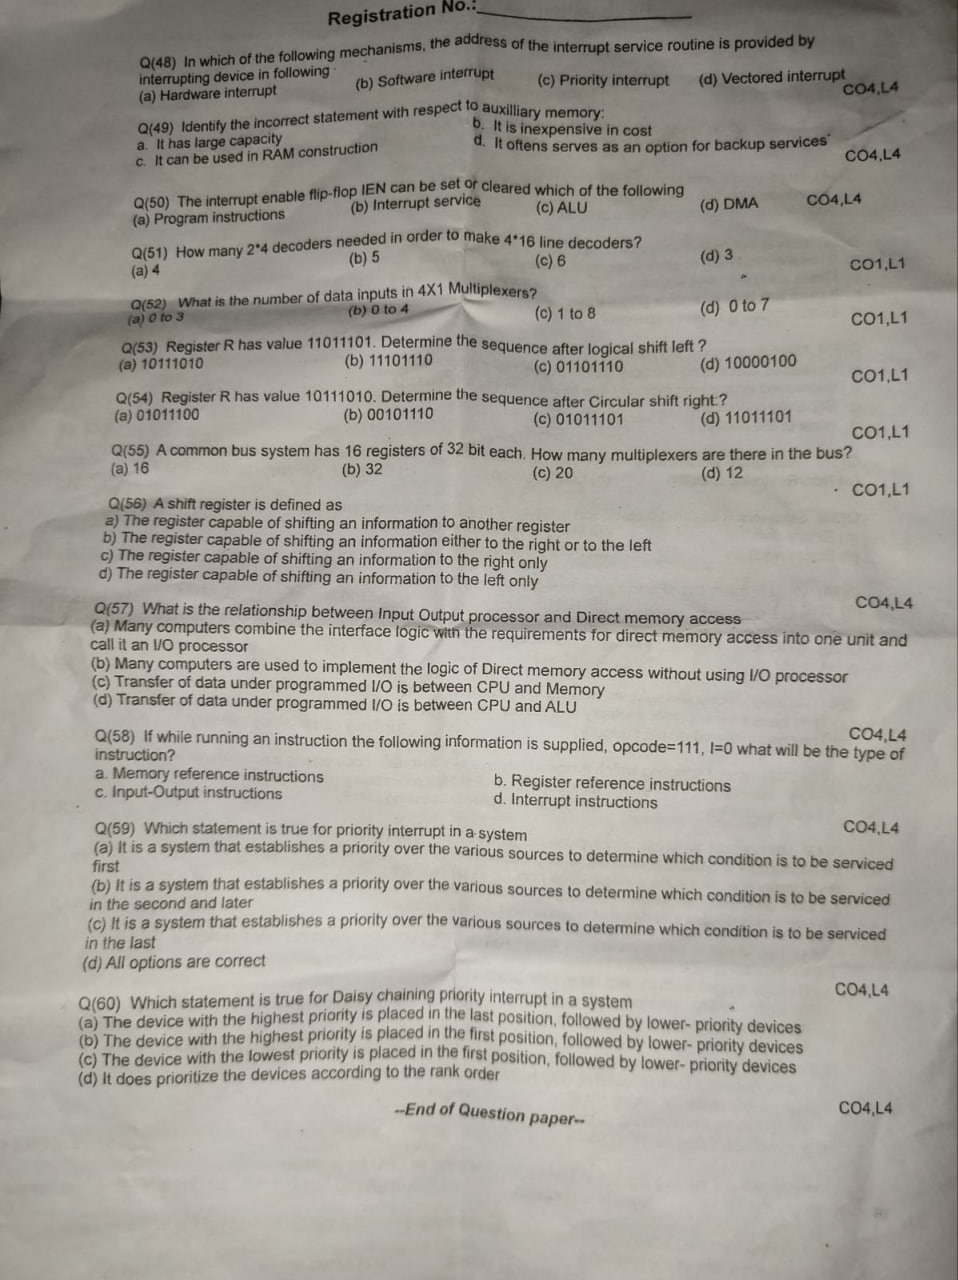 Registration No.:
Q(48) In which of the following mechanisms, the address of the interrupt service routine is provided by
interrupting device in following
(a) Hardware interrupt (b) Software interrupt (c) Priority interrupt (d) Vectored interrupt
CO4,L4
Q(49) Identify the incorrect statement with respect to auxilliary memory:
a. It has large capacity b. It is inexpensive in cost
c. It can be used in RAM construction d. It oftens serves as an option for backup services
CO4,L4
Q(50) The interrupt enable flip-flop IEN can be set or cleared which of the following
(a) Program instructions (b) Interrupt service (c) ALU (d) DMA CO4,L4
Q(51) How many 2*4 decoders needed in order to make 4*16 line decoders?
(a) 4 (b) 5 (c) 6 (d) 3
CO1,L1
Q(52) What is the number of data inputs in 4X1 Multiplexers?
(a) 0 to 3 (b) 0 to 4 (c) 1 to 8 (d) 0 to 7
CO1,L1
Q(53) Register R has value 11011101. Determine the sequence after logical shift left ?
(a) 10111010 (b) 11101110 (c) 01101110 (d) 10000100
CO1,L1
Q(54) Register R has value 10111010. Determine the sequence after Circular shift right:?
(a) 01011100 (b) 00101110 (c) 01011101 (d) 11011101
CO1,L1
Q(55) A common bus system has 16 registers of 32 bit each. How many multiplexers are there in the bus?
(a) 16 (b) 32 (c) 20 (d) 12
CO1,L1
Q(56) A shift register is defined as
a) The register capable of shifting an information to another register
b) The register capable of shifting an information either to the right or to the left
c) The register capable of shifting an information to the right only
d) The register capable of shifting an information to the left only
CO4,L4
Q(57) What is the relationship between Input Output processor and Direct memory access
(a) Many computers combine the interface logic with the requirements for direct memory access into one unit and
call it an I/O processor
(b) Many computers are used to implement the logic of Direct memory access without using I/O processor
(c) Transfer of data under programmed I/O is between CPU and Memory
(d) Transfer of data under programmed I/O is between CPU and ALU
CO4,L4
Q(58) If while running an instruction the following information is supplied, opcode=111, I=0 what will be the type of
instruction?
a. Memory reference instructions b. Register reference instructions
c. Input-Output instructions d. Interrupt instructions
CO4,L4
Q(59) Which statement is true for priority interrupt in a system
(a) It is a system that establishes a priority over the various sources to determine which condition is to be serviced
first
(b) It is a system that establishes a priority over the various sources to determine which condition is to be serviced
in the second and later
(c) It is a system that establishes a priority over the various sources to determine which condition is to be serviced
in the last
(d) All options are correct
CO4,L4
Q(60) Which statement is true for Daisy chaining priority interrupt in a system
(a) The device with the highest priority is placed in the last position, followed by lower- priority devices
(b) The device with the highest priority is placed in the first position, followed by lower- priority devices
(c) The device with the lowest priority is placed in the first position, followed by lower- priority devices
(d) It does prioritize the devices according to the rank order
CO4,L4
--End of Question paper--